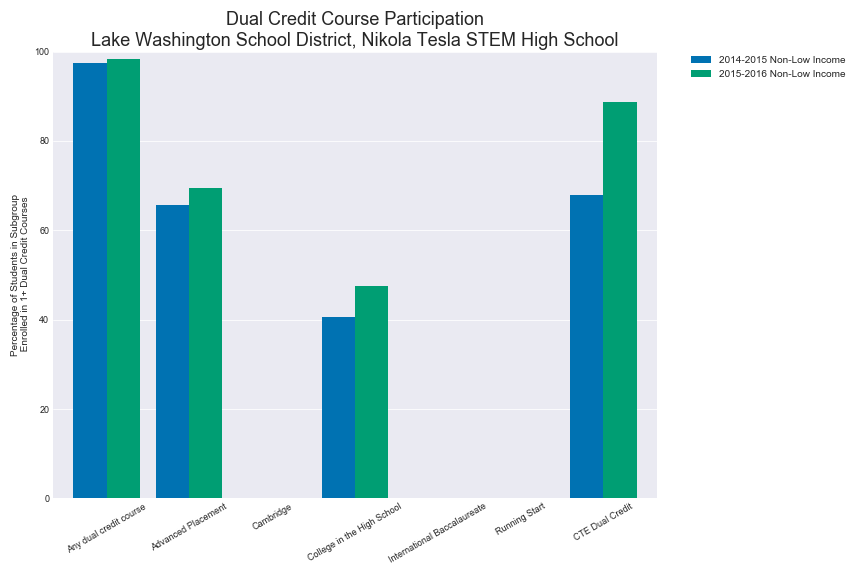 Dual Credit Course Participation
Lake Washington School District, Nikola Tesla STEM High School
2014-2015 Non-Low Income
2015-2016 Non-Low Income
Percentage of Students in Subgroup
Enrolled in 1+ Dual Credit Courses
100
80
60
40
20
0
Any dual credit course
Advanced Placement
Cambridge
College in the High School
International Baccalaureate
Running Start
CTE Dual Credit